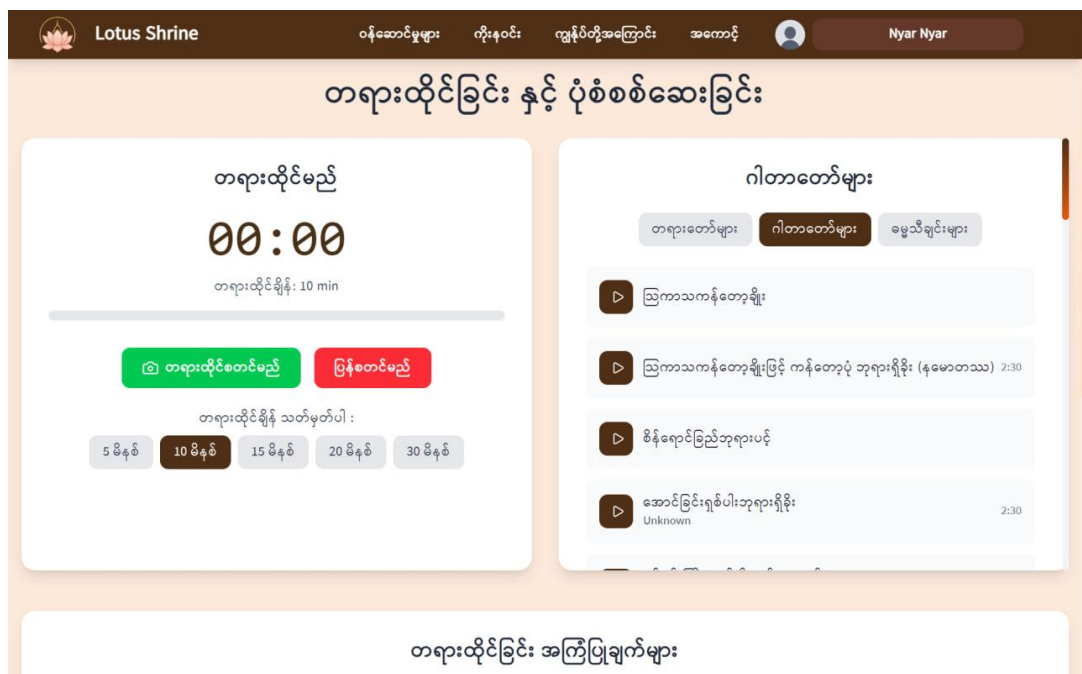 Lotus Shrine
ဝန်ဆောင်မှုများ ကိုးနဝင်း ကျွန်ုပ်တို့အကြောင်း အကောင့် Nyar Nyar
တရားထိုင်ခြင်း နှင့် ပုံစံစစ်ဆေးခြင်း
တရားထိုင်မည်
00:00
တရားထိုင်ချိန်: 10 min
တရားထိုင်စတင်မည် ပြန်စတင်မည်
တရားထိုင်ချိန် သတ်မှတ်ပါ :
5 မိနစ် 10 မိနစ် 15 မိနစ် 20 မိနစ် 30 မိနစ်
ဂါတာတော်များ
တရားတော်များ ဂါတာတော်များ ဓမ္မသီချင်းများ
ဩကာသကန်တော့ချိုး
ဩကာသကန်တော့ချိုးဖြင့် ကန်တော့ပုံ ဘုရားရှိခိုး (နမောတဿ) 2:30
စိန်ရောင်ခြည်ဘုရားပင့်
အောင်ခြင်းရှစ်ပါးဘုရားရှိခိုး
Unknown 2:30
တရားထိုင်ခြင်း အကြံပြုချက်များ